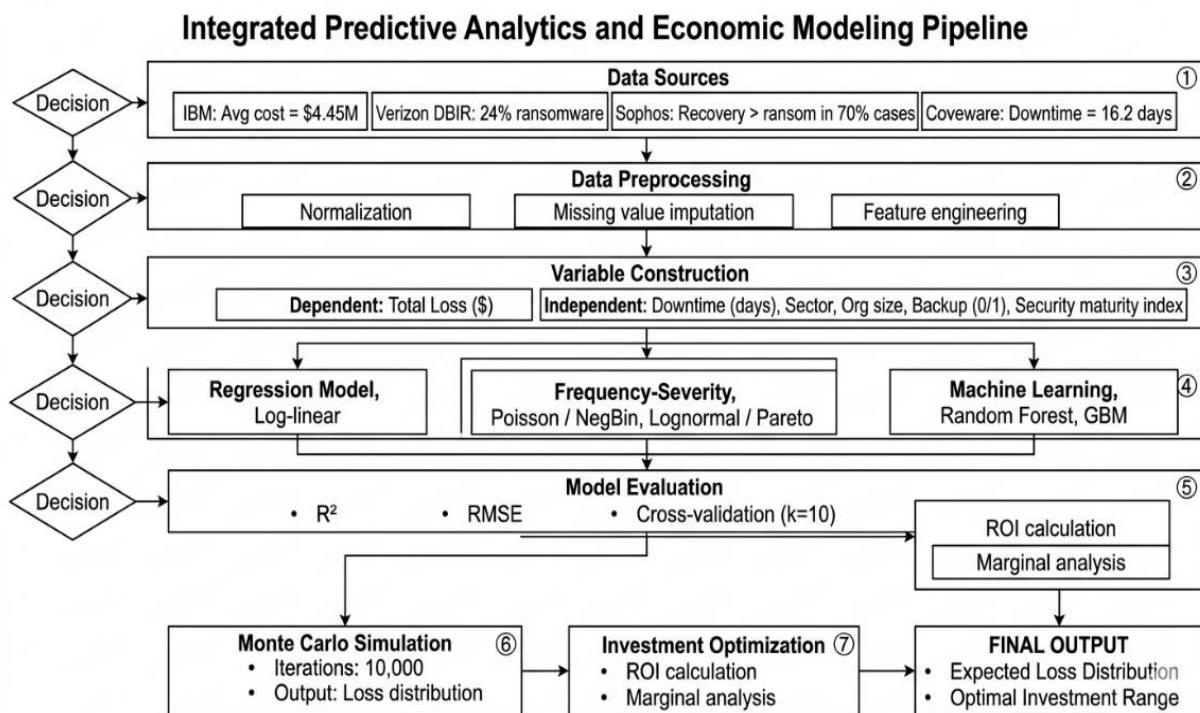 Integrated Predictive Analytics and Economic Modeling Pipeline
Decision
Data Sources
①
IBM: Avg cost = $4.45M
Verizon DBIR: 24% ransomware
Sophos: Recovery > ransom in 70% cases
Coveware: Downtime = 16.2 days
Decision
Data Preprocessing
②
Normalization
Missing value imputation
Feature engineering
Decision
Variable Construction
③
Dependent: Total Loss ($)
Independent: Downtime (days), Sector, Org size, Backup (0/1), Security maturity index
Decision
Regression Model,
Log-linear
Frequency-Severity,
Poisson / NegBin, Lognormal / Pareto
Machine Learning,
Random Forest, GBM
④
Decision
Model Evaluation
⑤
• R²
• RMSE
• Cross-validation (k=10)
ROI calculation
Marginal analysis
Monte Carlo Simulation
⑥
• Iterations: 10,000
• Output: Loss distribution
Investment Optimization
⑦
• ROI calculation
• Marginal analysis
FINAL OUTPUT
• Expected Loss Distribution
• Optimal Investment Range